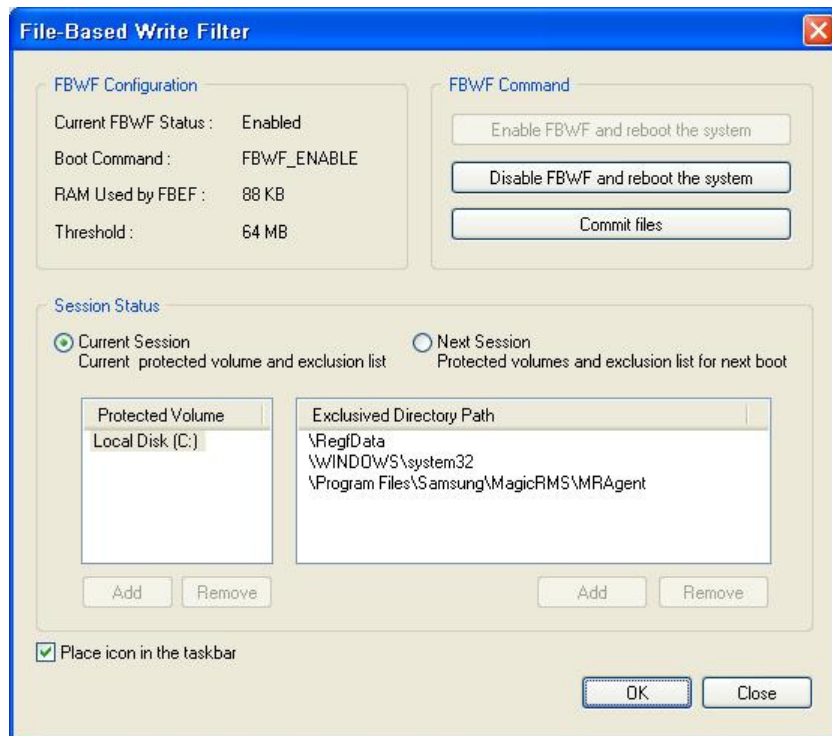 File-Based Write Filter
FBWF Configuration
Current FBWF Status : Enabled
Boot Command : FBWF_ENABLE
RAM Used by FBEF : 88 KB
Threshold : 64 MB
FBWF Command
Enable FBWF and reboot the system
Disable FBWF and reboot the system
Commit files
Session Status
Current Session
Current protected volume and exclusion list
Next Session
Protected volumes and exclusion list for next boot
Protected Volume
Local Disk (C:)
Add Remove
Exclusived Directory Path
\RegfData
\WINDOWS\system32
\Program Files\Samsung\MagicRMS\MRAgent
Add Remove
Place icon in the taskbar
OK Close